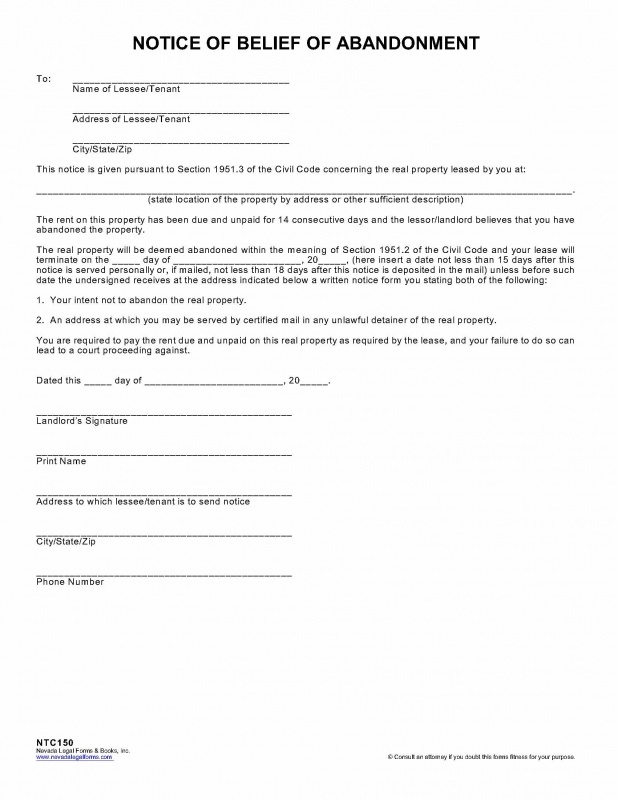 NOTICE OF BELIEF OF ABANDONMENT
To: _______________________________________
Name of Lessee/Tenant
_______________________________________
Address of Lessee/Tenant
_______________________________________
City/State/Zip
This notice is given pursuant to Section 1951.3 of the Civil Code concerning the real property leased by you at:
_________________________________________________________________________________________________.
(state location of the property by address or other sufficient description)
The rent on this property has been due and unpaid for 14 consecutive days and the lessor/landlord believes that you have
abandoned the property.
The real property will be deemed abandoned within the meaning of Section 1951.2 of the Civil Code and your lease will
terminate on the _____ day of _______________________, 20_____, (here insert a date not less than 15 days after this
notice is served personally or, if mailed, not less than 18 days after this notice is deposited in the mail) unless before such
date the undersigned receives at the address indicated below a written notice form you stating both of the following:
1. Your intent not to abandon the real property.
2. An address at which you may be served by certified mail in any unlawful detainer of the real property.
You are required to pay the rent due and unpaid on this real property as required by the lease, and your failure to do so can
lead to a court proceeding against.
Dated this _____ day of _________________________, 20_____.
______________________________________________
Landlord's Signature
______________________________________________
Print Name
______________________________________________
Address to which lessee/tenant is to send notice
______________________________________________
City/State/Zip
______________________________________________
Phone Number
NTC150
Nevada Legal Forms & Books, Inc.
www.nevadalegalforms.com © Consult an attorney if you doubt this forms fitness for your purpose.